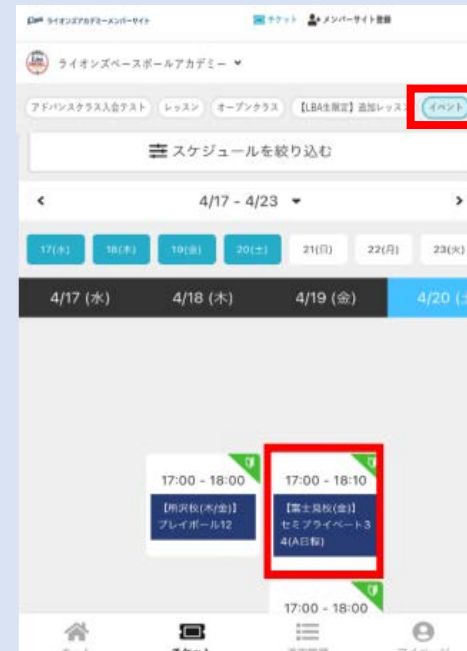 ライオンズアカデミーメンバーサイト
チケット メンバーサイト登録
ライオンズベースボールアカデミー
アドバンスクラス入会テスト レッスン オープンクラス 【LBA生限定】追加レッスン イベント
スケジュールを絞り込む
4/17 - 4/23
17(水) 18(木) 19(金) 20(土) 21(日) 22(月) 23(火)
4/17 (水) 4/18 (木) 4/19 (金) 4/20 (土
17:00 - 18:00
【所沢校(木/金)】
プレイボール12
17:00 - 18:10
【富士見校(金)】
セミプライベート3
4(A日程)
17:00 - 18:00